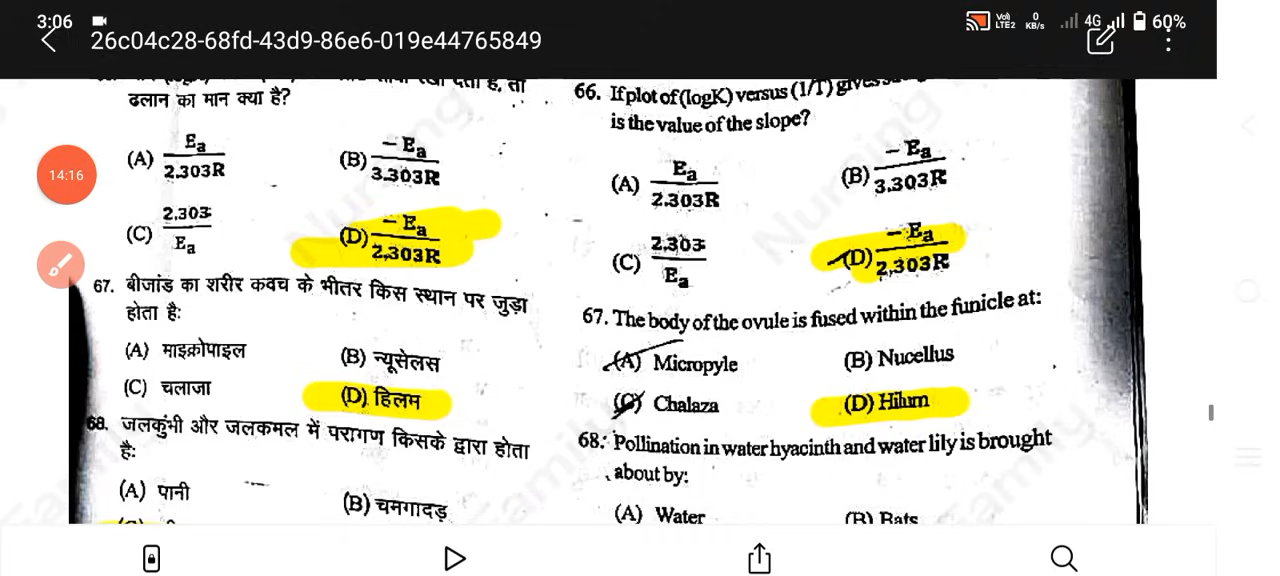 3:06
Vol) LTE2
0 KB/s
4G
60%
26c04c28-68fd-43d9-86e6-019e44765849
14:16
ढलान का मान क्या है?
(A) Ea / 2.303R
(B) -Ea / 3.303R
(C) 2.303 / Ea
(D) -Ea / 2.303R
67. बीजांड का शरीर कवच के भीतर किस स्थान पर जुड़ा
होता है:
(A) माइक्रोपाइल
(B) न्यूसेलस
(C) चलाजा
(D) हिलम
68. जलकुंभी और जलकमल में परागण किसके द्वारा होता
है:
(A) पानी
(B) चमगादड़
66. If plot of (logK) versus (1/T) gives
is the value of the slope?
(A) Ea / 2.303R
(B) -Ea / 3.303R
(C) 2.303 / Ea
(D) -Ea / 2.303R
67. The body of the ovule is fused within the funicle at:
(A) Micropyle
(B) Nucellus
(C) Chalaza
(D) Hilum
68. Pollination in water hyacinth and water lily is brought
about by:
(A) Water
(B) Bats